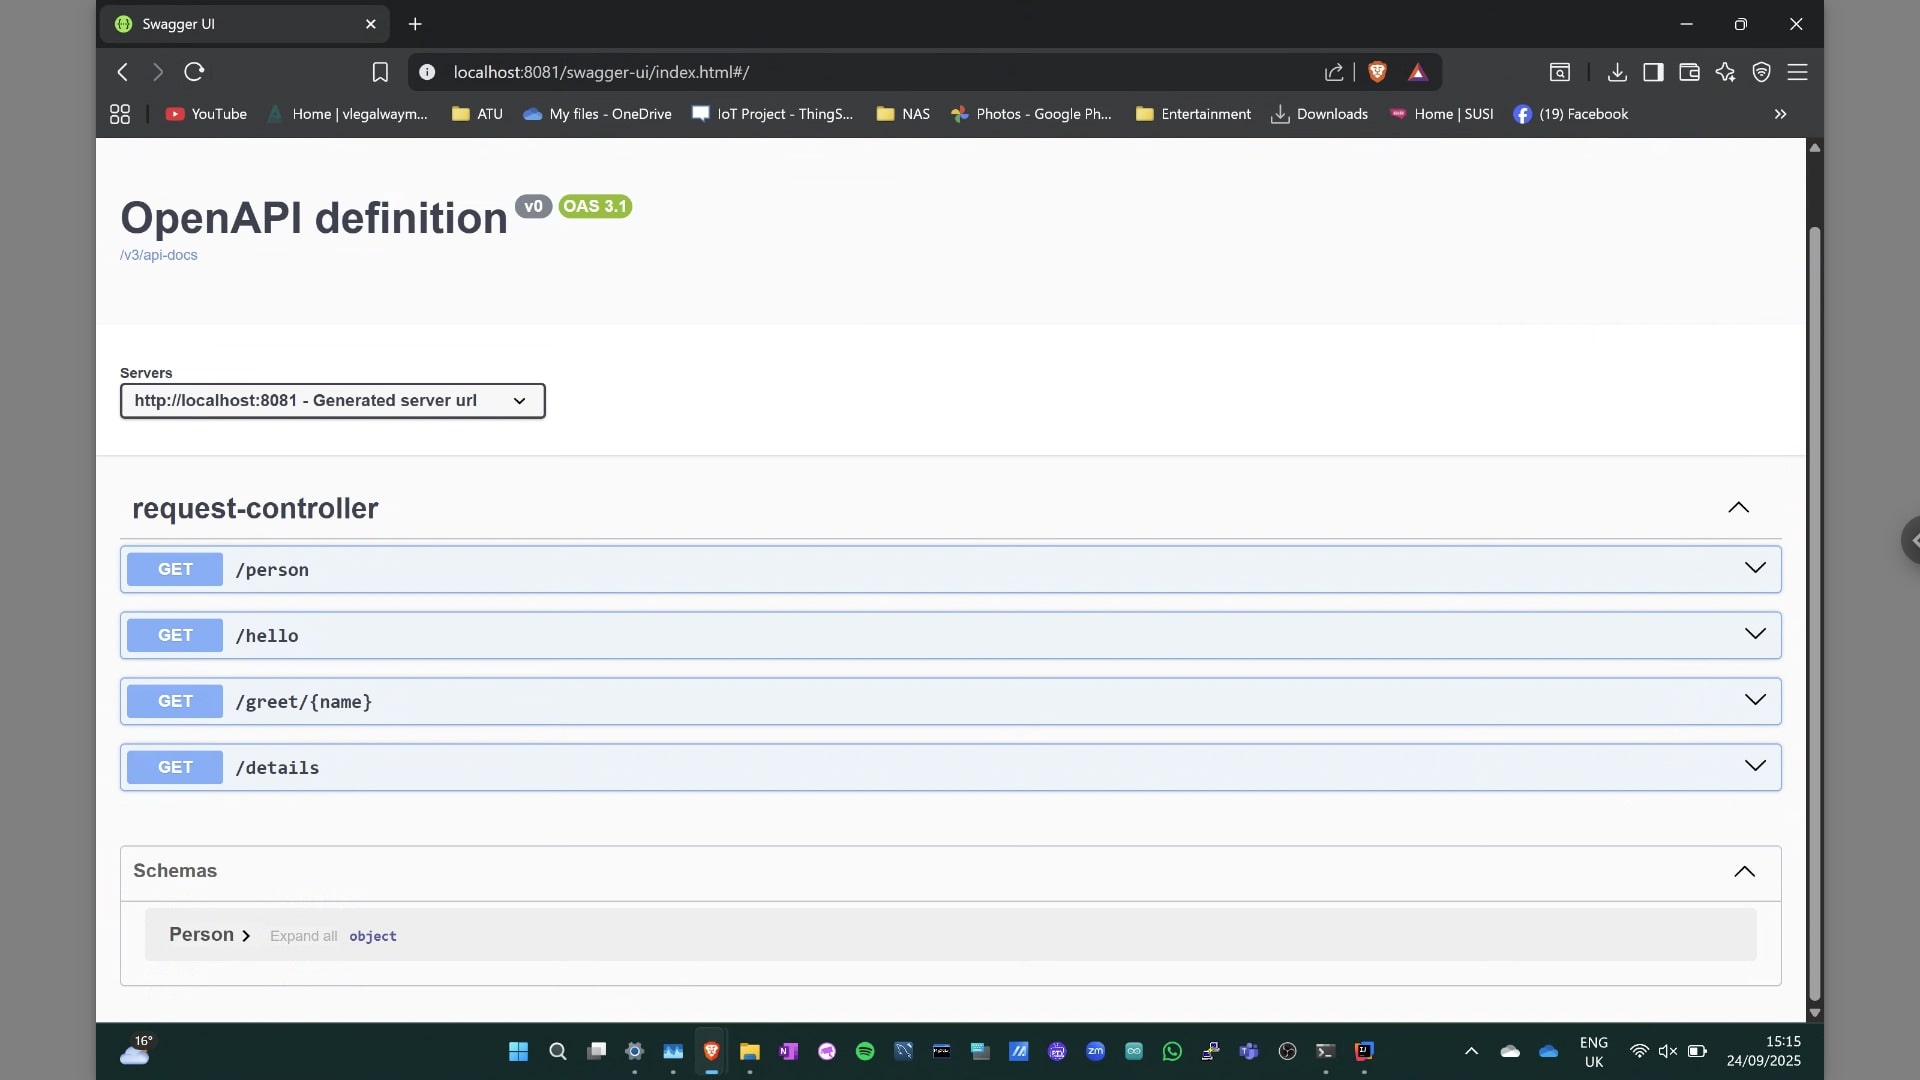 Swagger UI
localhost:8081/swagger-ui/index.html#/
YouTube Home | vlegalwaym... ATU My files - OneDrive IoT Project - ThingS... NAS Photos - Google Ph... Entertainment Downloads Home | SUSI (19) Facebook
OpenAPI definition v0 OAS 3.1
/v3/api-docs
Servers
http://localhost:8081 - Generated server url
request-controller
GET /person
GET /hello
GET /greet/{name}
GET /details
Schemas
Person Expand all object
16°
zm
ENG
UK
15:15
24/09/2025